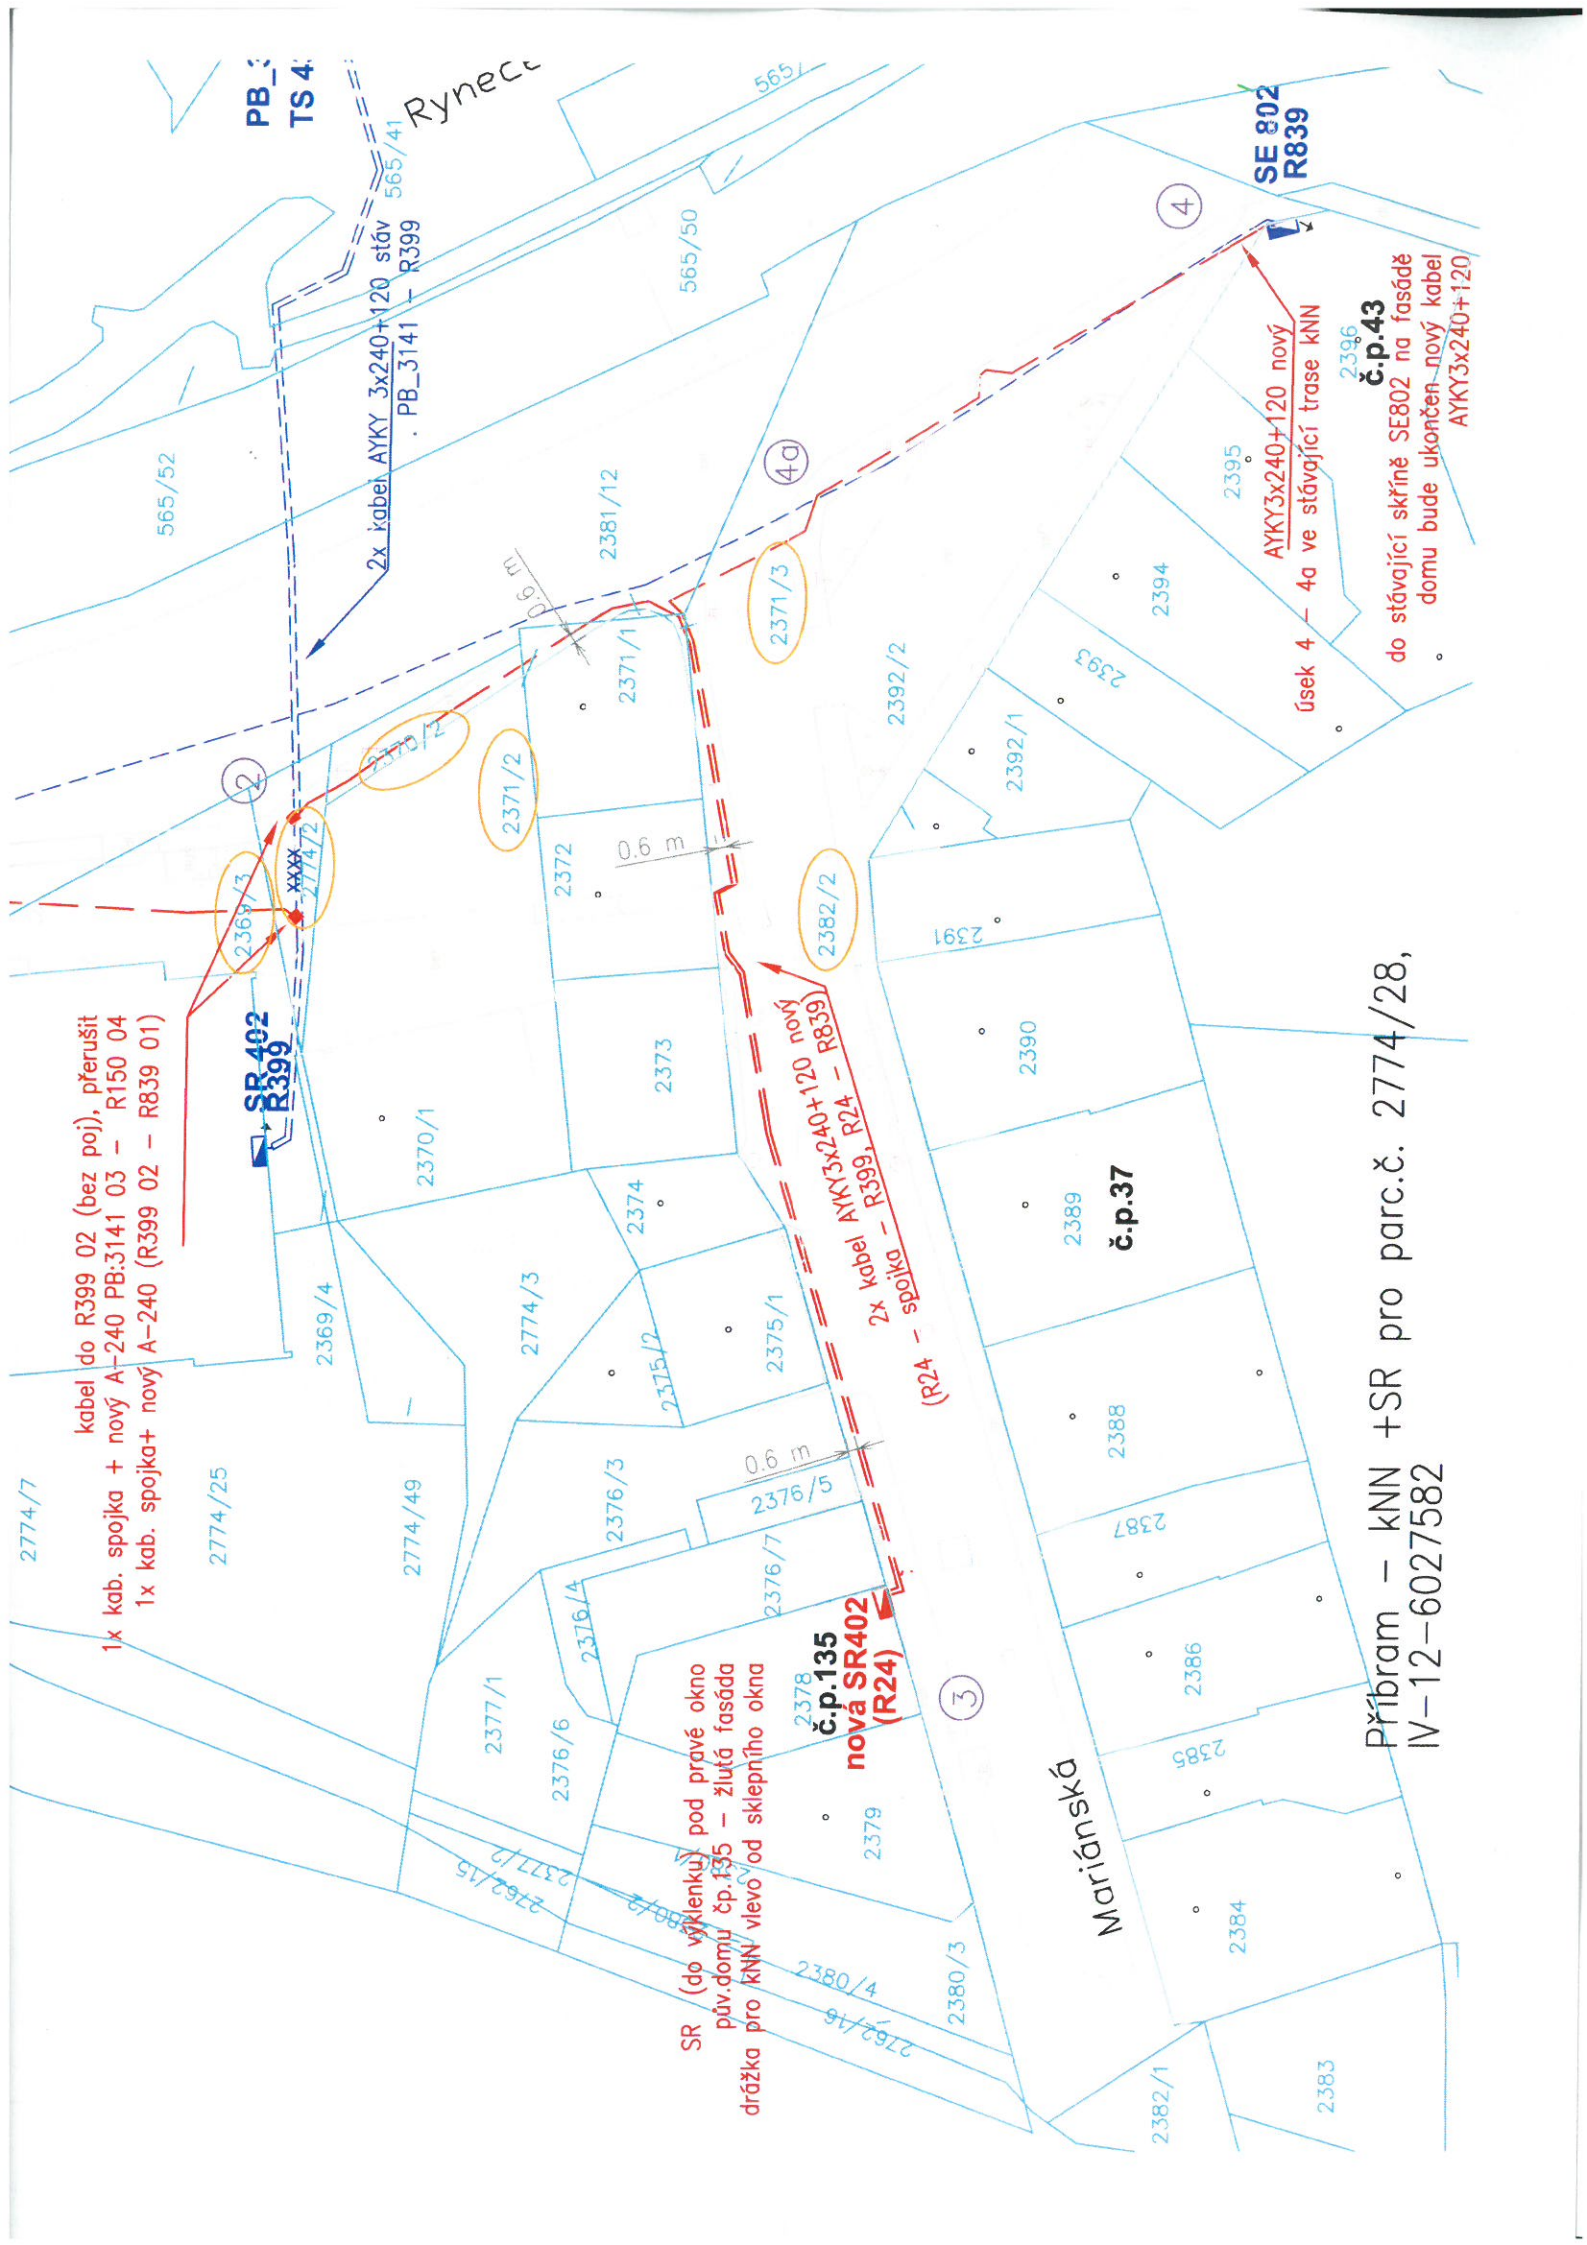 kabel do R399 02 (bez poj), přerušit
1x kab. spojka + nový A-240 PB:3141 03 - R150 04
1x kab. spojka+ nový A-240 (R399 02 - R839 01)
SR 402
R399
2x kabel AYKY 3x240+120 stáv
PB_3141 - R399
TS 4
Rynec
565/41
565/
565/50
565/52
2381/12
2774/7
2774/25
2774/49
2369/4
2369/3
2774/2
2
2370/2
2370/1
2371/2
2371/1
2371/3
0.6 m
2372
0.6 m
2373
2374
2774/3
2375/2
2375/1
2376/3
2376/5
0.6 m
2376/7
2376/4
2377/1
2376/6
2377/2
2762/15
2380/4
2762/16
2380/3
2379
2378
č.p.135
nová SR402
(R24)
SR (do výklenku) pod pravé okno
pův.domu čp.135 - žlutá fasáda
drážka pro kNN vlevo od sklepního okna
3
2x kabel AYKY3x240+120 nový
(R24 - spojka - R399, R24 - R839)
2382/2
2392/2
4a
4
SE 802
R839
AYKY3x240+120 nový
úsek 4 - 4a ve stávající trase kNN
2396
č.p.43
do stávající skříně SE802 na fasádě
domu bude ukončen nový kabel
AYKY3x240+120
2395
2394
2393
2392/1
2391
2390
2389
č.p.37
2388
2387
2386
2385
2384
2383
2382/1
Mariánská
Příbram - kNN +SR pro parc.č. 2774/28,
IV-12-6027582